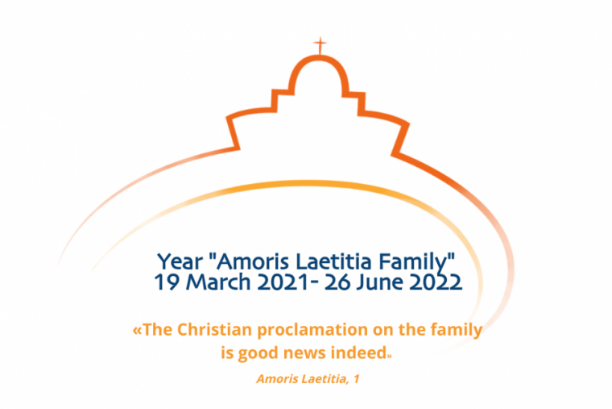 Year "Amoris Laetitia Family"
19 March 2021- 26 June 2022
«The Christian proclamation on the family
is good news indeed»
Amoris Laetitia, 1